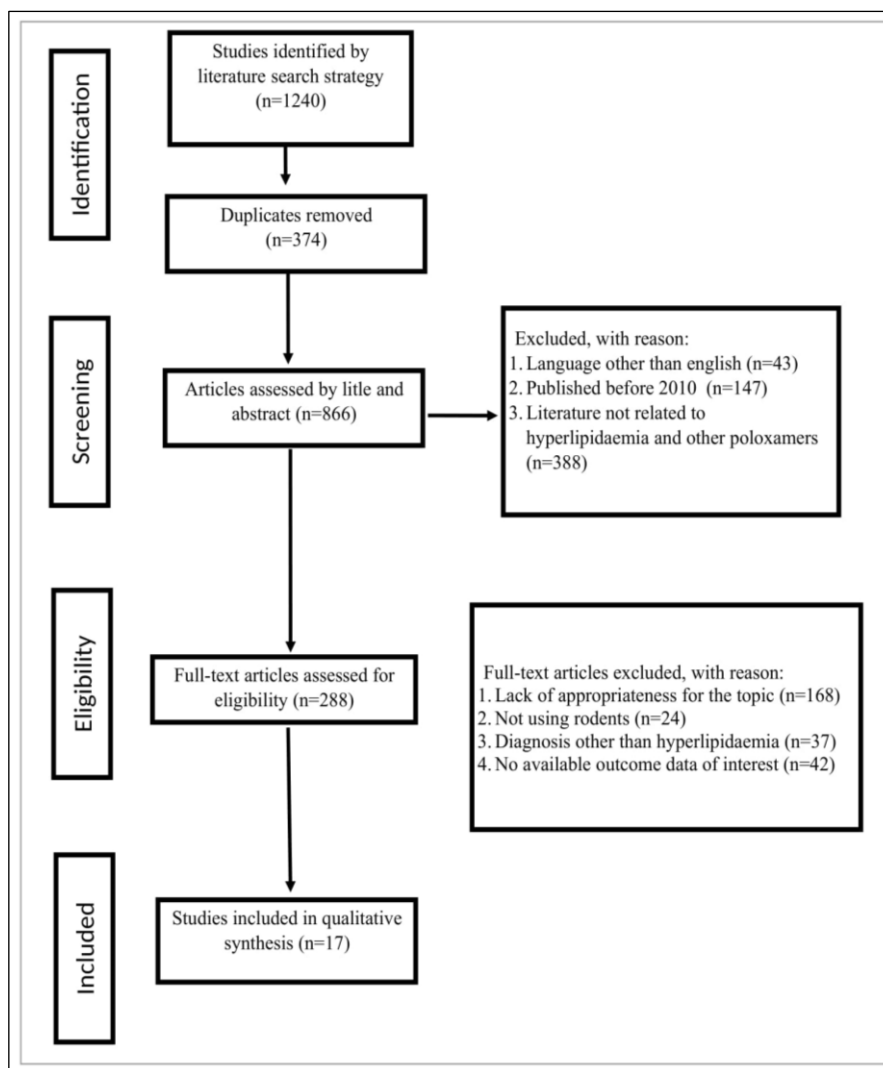 Identification
Studies identified by
literature search strategy
(n=1240)
Duplicates removed
(n=374)
Screening
Articles assessed by litle and
abstract (n=866)
Excluded, with reason:
1. Language other than english (n=43)
2. Published before 2010 (n=147)
3. Literature not related to
hyperlipidaemia and other poloxamers
(n=388)
Eligibility
Full-text articles assessed for
eligibility (n=288)
Full-text articles excluded, with reason:
1. Lack of appropriateness for the topic (n=168)
2. Not using rodents (n=24)
3. Diagnosis other than hyperlipidaemia (n=37)
4. No available outcome data of interest (n=42)
Included
Studies included in qualitative
synthesis (n=17)